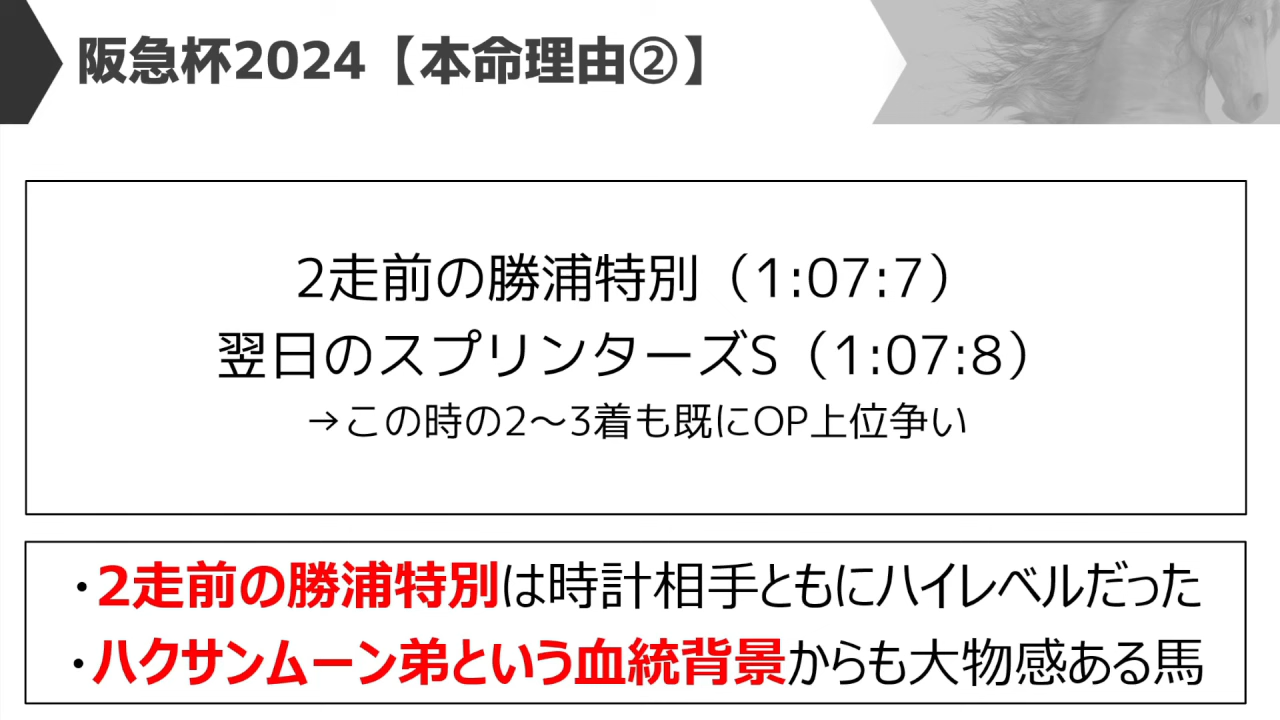 阪急杯2024【本命理由②】
2走前の勝浦特別（1:07:7）
翌日のスプリンターズS（1:07:8）
→この時の2～3着も既にOP上位争い
・2走前の勝浦特別は時計相手ともにハイレベルだった
・ハクサンムーン弟という血統背景からも大物感ある馬